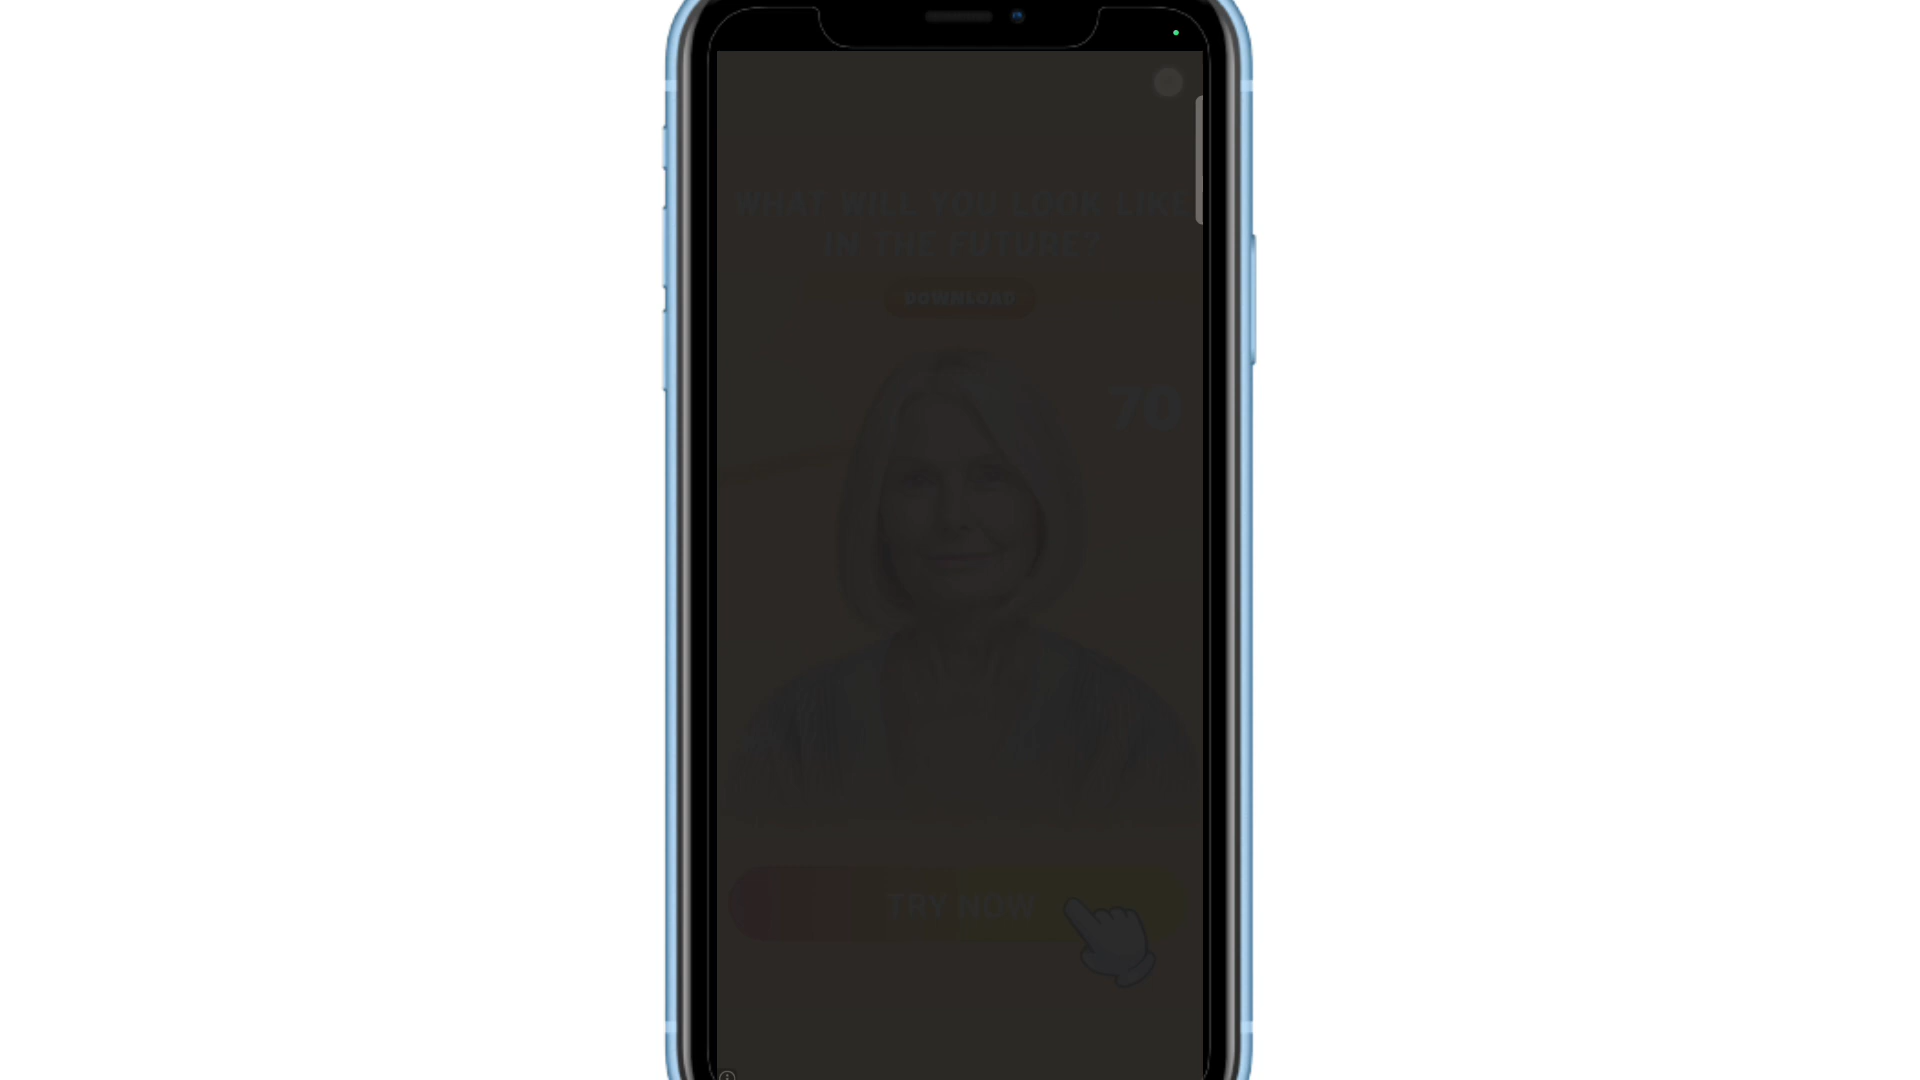 WHAT WILL YOU LOOK LIKE
IN THE FUTURE?
DOWNLOAD
70
TRY NOW